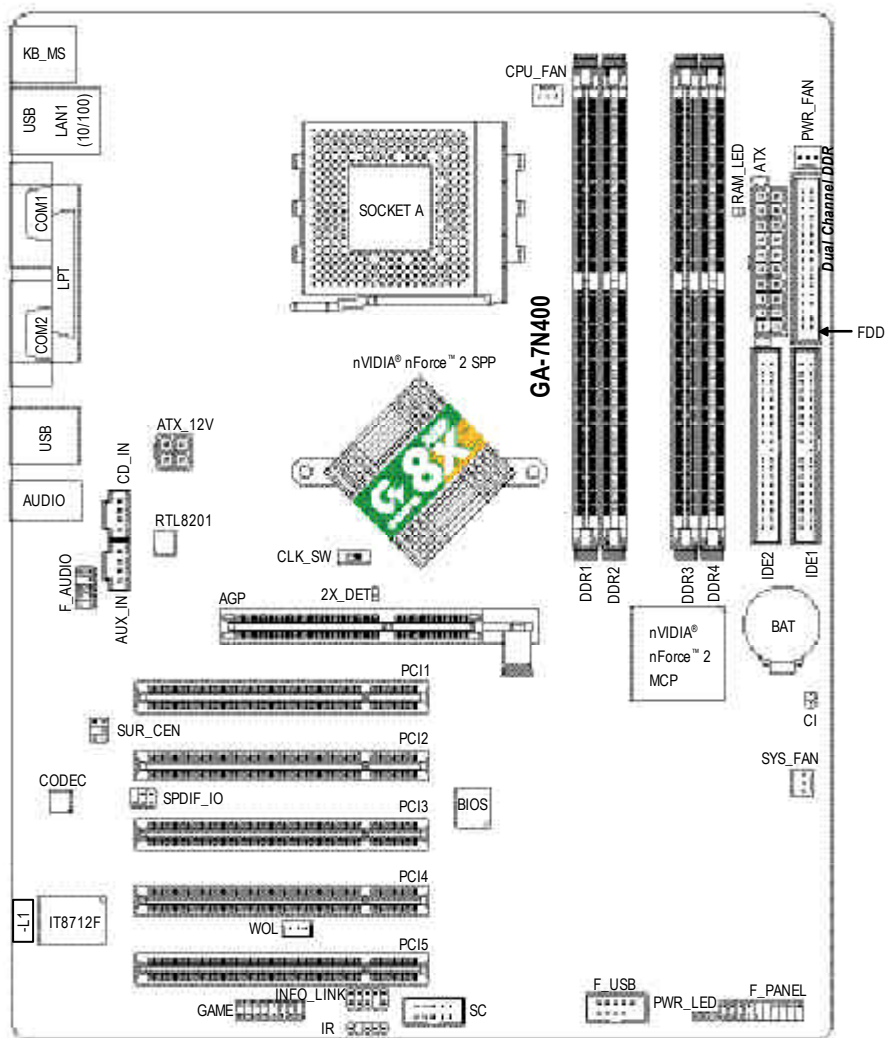 KB_MS
CPU_FAN
USB
LAN1
(10/100)
PWR_FAN
RAM_LED
ATX
Dual Channel DDR
COM1
SOCKET A
LPT
COM2
FDD
GA-7N400
nVIDIA® nForce™ 2 SPP
8X
USB
ATX_12V
CD_IN
AUDIO
RTL8201
F_AUDIO
AUX_IN
CLK_SW
DDR1
DDR2
DDR3
DDR4
IDE2
IDE1
AGP
2X_DET
nVIDIA®
nForce™ 2
MCP
BAT
PCI1
CI
SUR_CEN
PCI2
SYS_FAN
CODEC
SPDIF_IO
PCI3
BIOS
PCI4
-L1
IT8712F
WOL
PCI5
INFO_LINK
GAME
SC
IR
F_USB
PWR_LED
F_PANEL